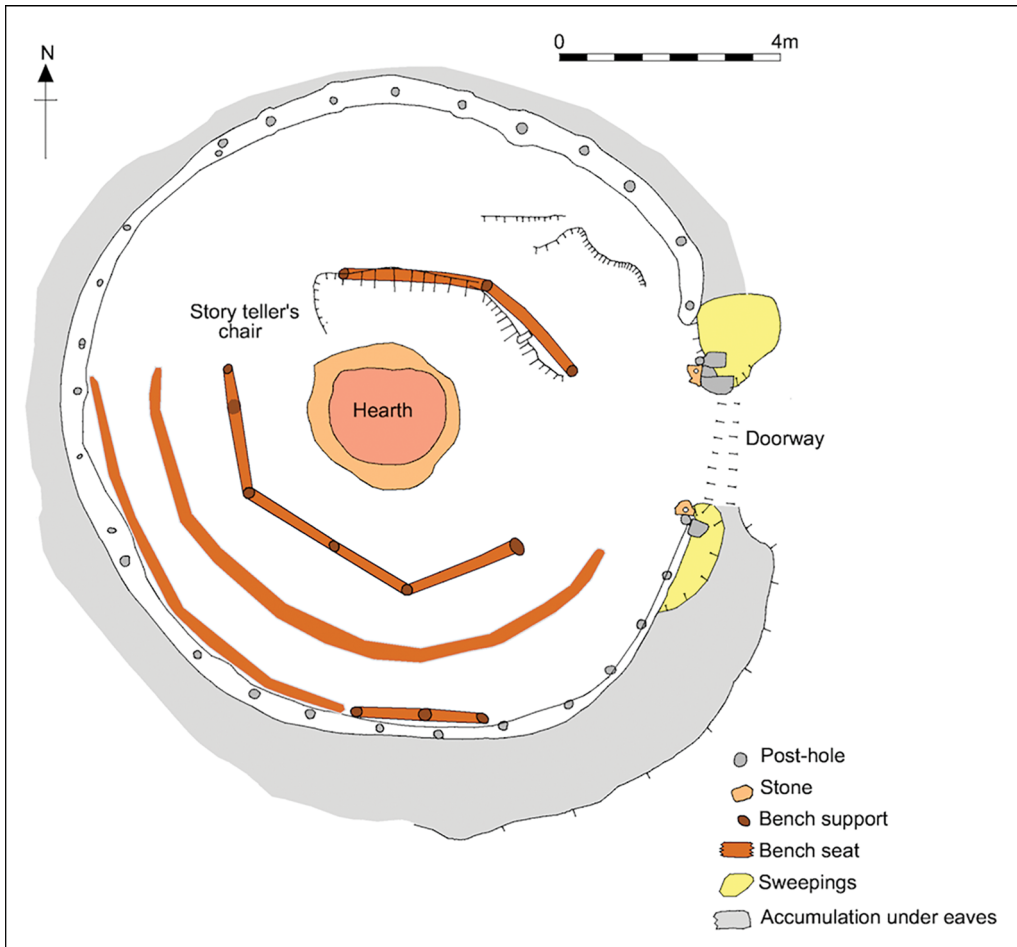 N
0 4m
Story teller's
chair
Hearth
Doorway
Post-hole
Stone
Bench support
Bench seat
Sweepings
Accumulation under eaves